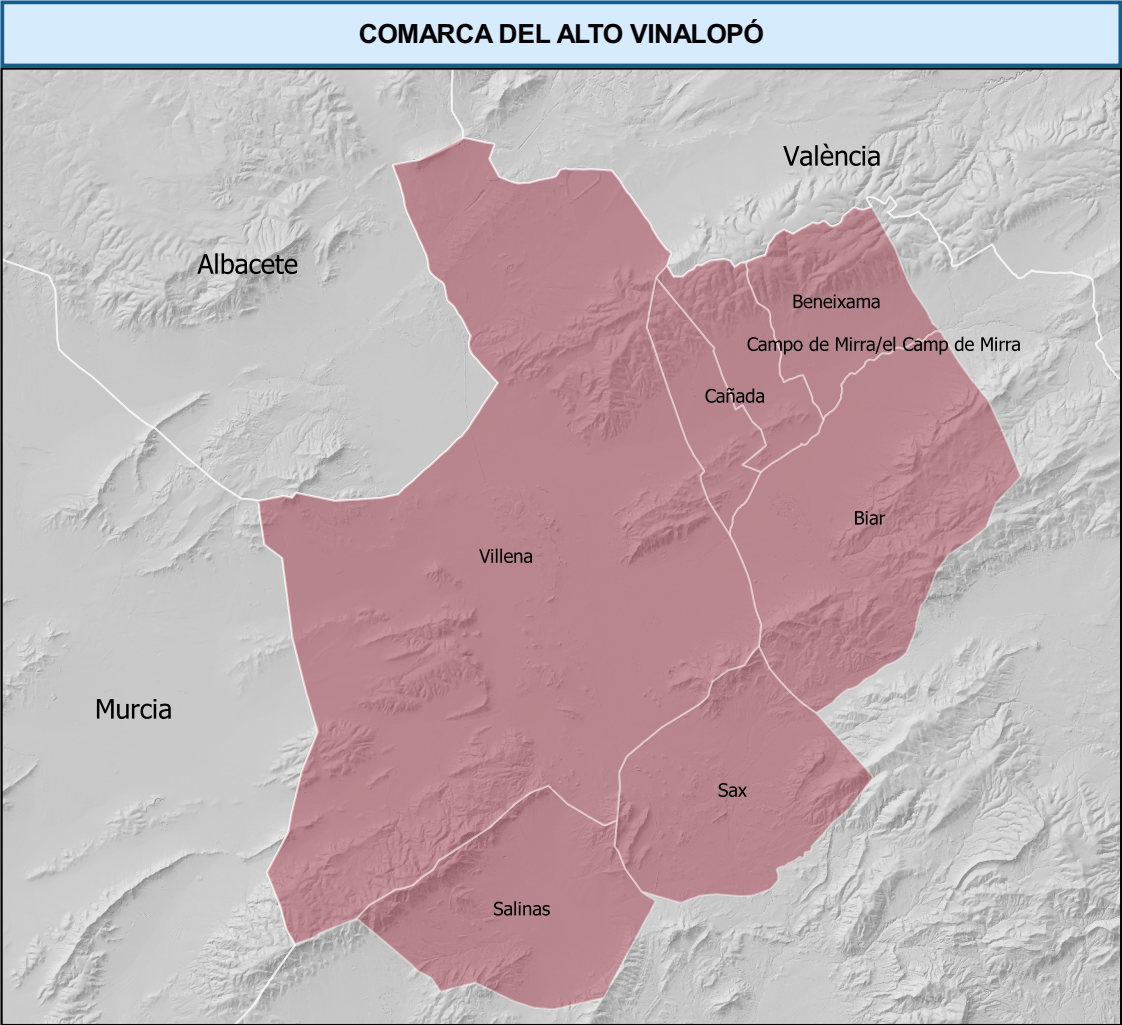 COMARCA DEL ALTO VINALOPÓ
València
Albacete
Beneixama
Campo de Mirra/el Camp de Mirra
Cañada
Biar
Villena
Murcia
Sax
Salinas